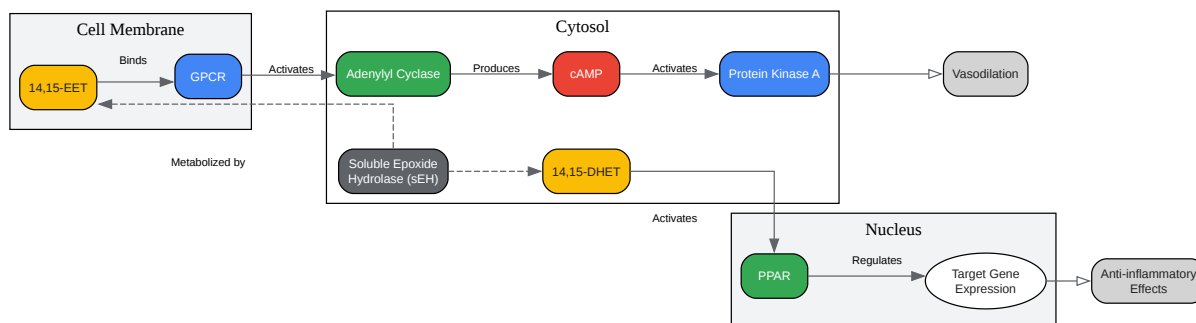 Cell Membrane
Cytosol
14,15-EET
Binds
GPCR
Activates
Adenylyl Cyclase
Produces
cAMP
Activates
Protein Kinase A
Vasodilation
Metabolized by
Soluble Epoxide
Hydrolase (sEH)
14,15-DHET
Activates
Nucleus
PPAR
Regulates
Target Gene
Expression
Anti-inflammatory
Effects